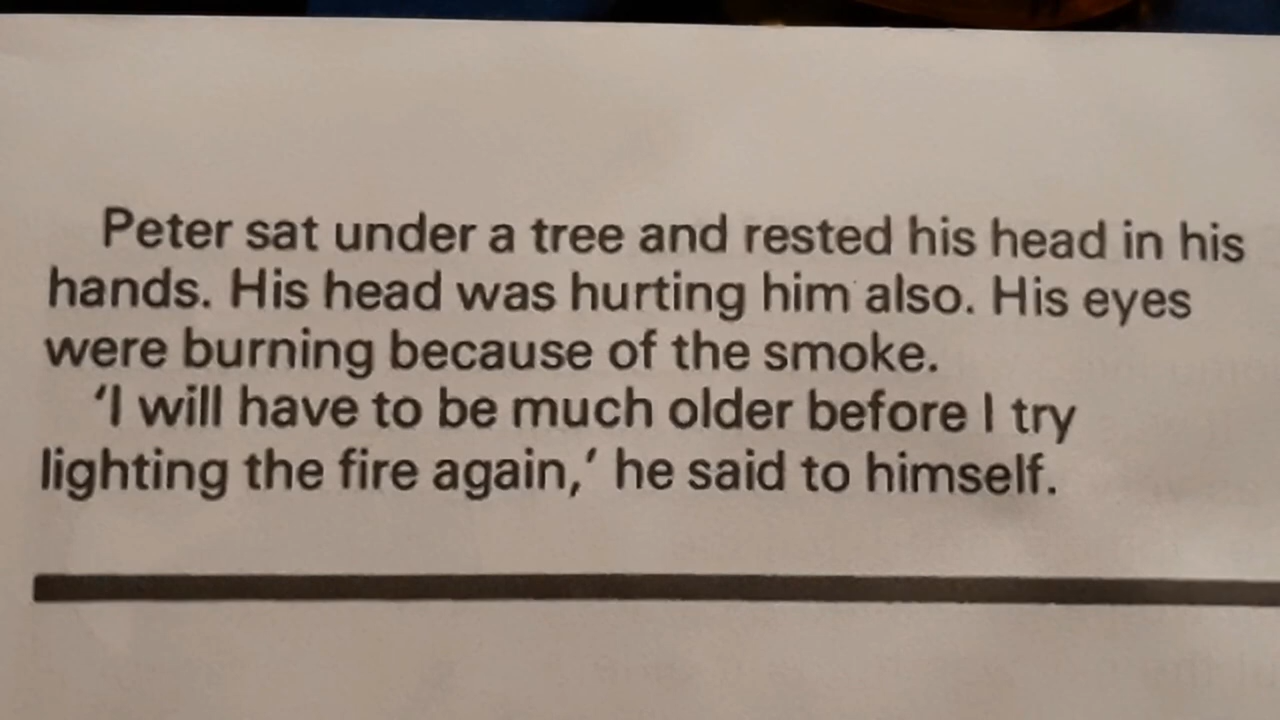 Peter sat under a tree and rested his head in his
hands. His head was hurting him also. His eyes
were burning because of the smoke.
‘I will have to be much older before I try
lighting the fire again,’ he said to himself.